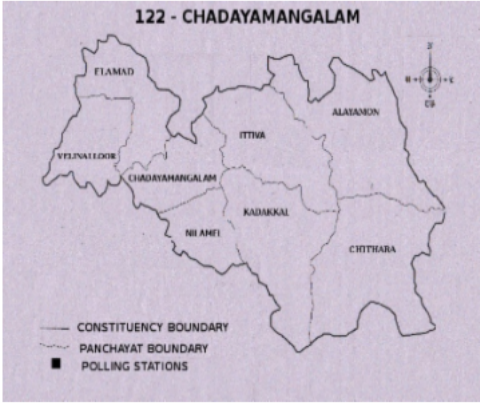 122 - CHADAYAMANGALAM
ELAMAD
ALAYAMON
ITTIVA
VELINALLOOR
CHADAYAMANGALAM
KADAKKAL
NILAMEL
CHITHARA
CONSTITUENCY BOUNDARY
PANCHAYAT BOUNDARY
POLLING STATIONS